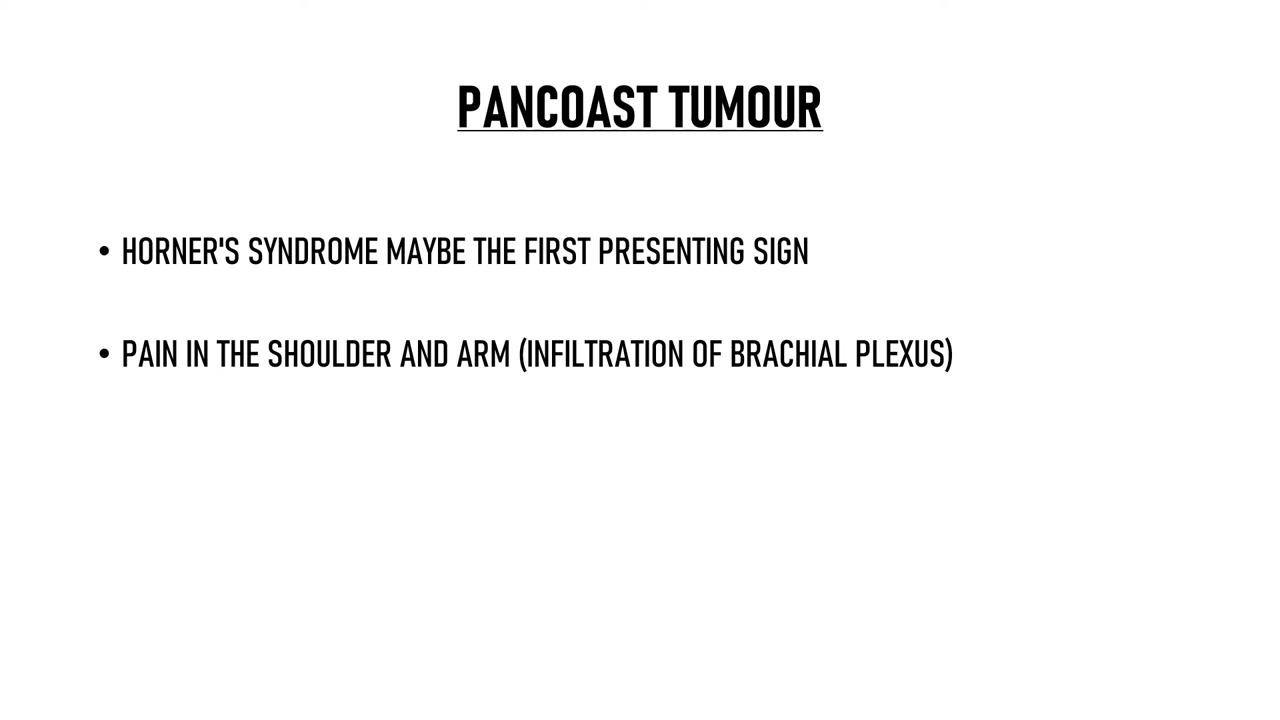 PANCOAST TUMOUR
• HORNER'S SYNDROME MAYBE THE FIRST PRESENTING SIGN
• PAIN IN THE SHOULDER AND ARM (INFILTRATION OF BRACHIAL PLEXUS)